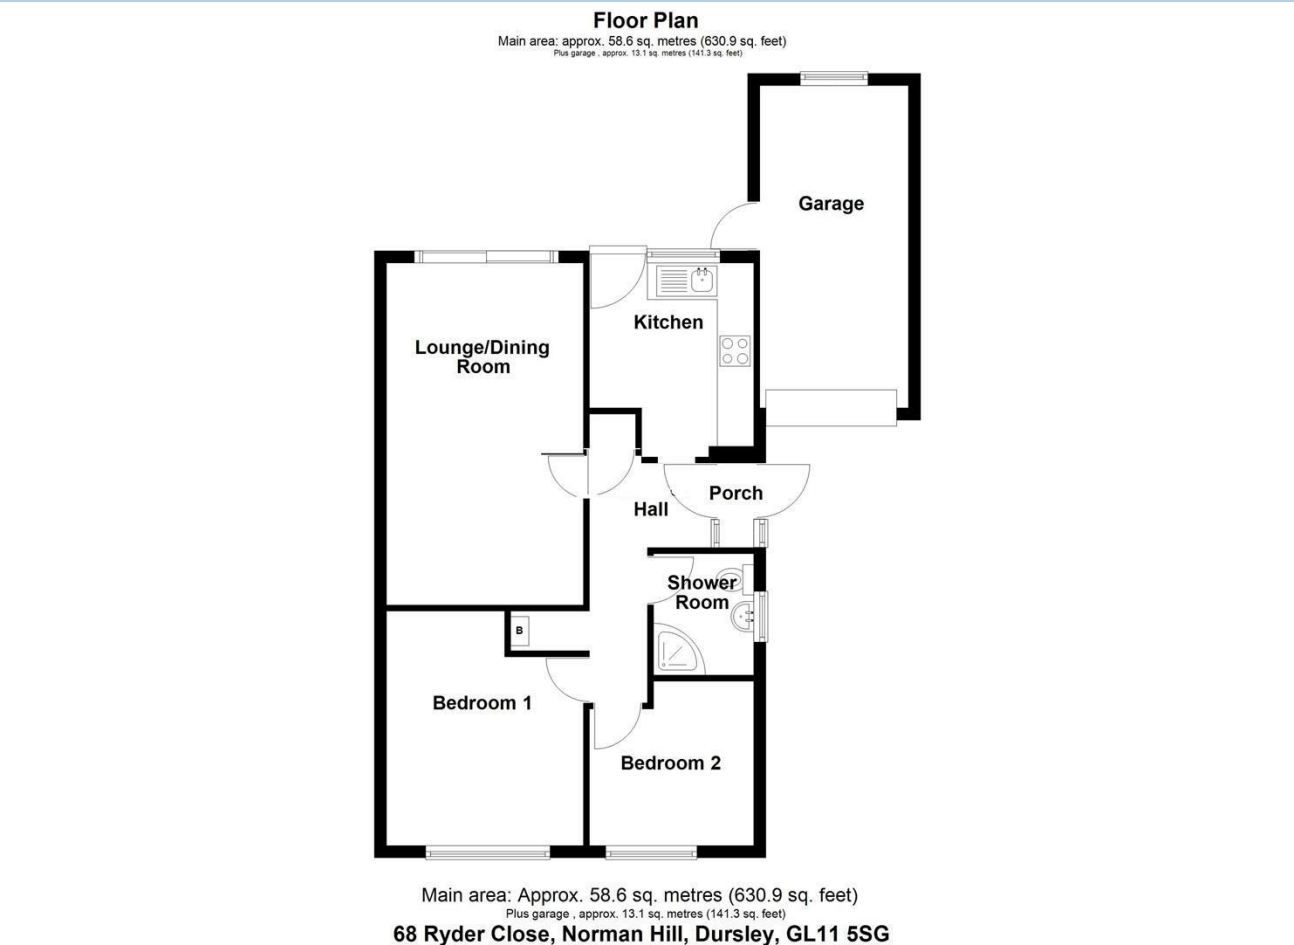 Floor Plan
Main area: approx. 58.6 sq. metres (630.9 sq. feet)
Plus garage , approx. 13.1 sq. metres (141.3 sq. feet)
Garage
Kitchen
Lounge/Dining
Room
Porch
Hall
Shower
Room
B
Bedroom 1
Bedroom 2
Main area: Approx. 58.6 sq. metres (630.9 sq. feet)
Plus garage , approx. 13.1 sq. metres (141.3 sq. feet)
68 Ryder Close, Norman Hill, Dursley, GL11 5SG